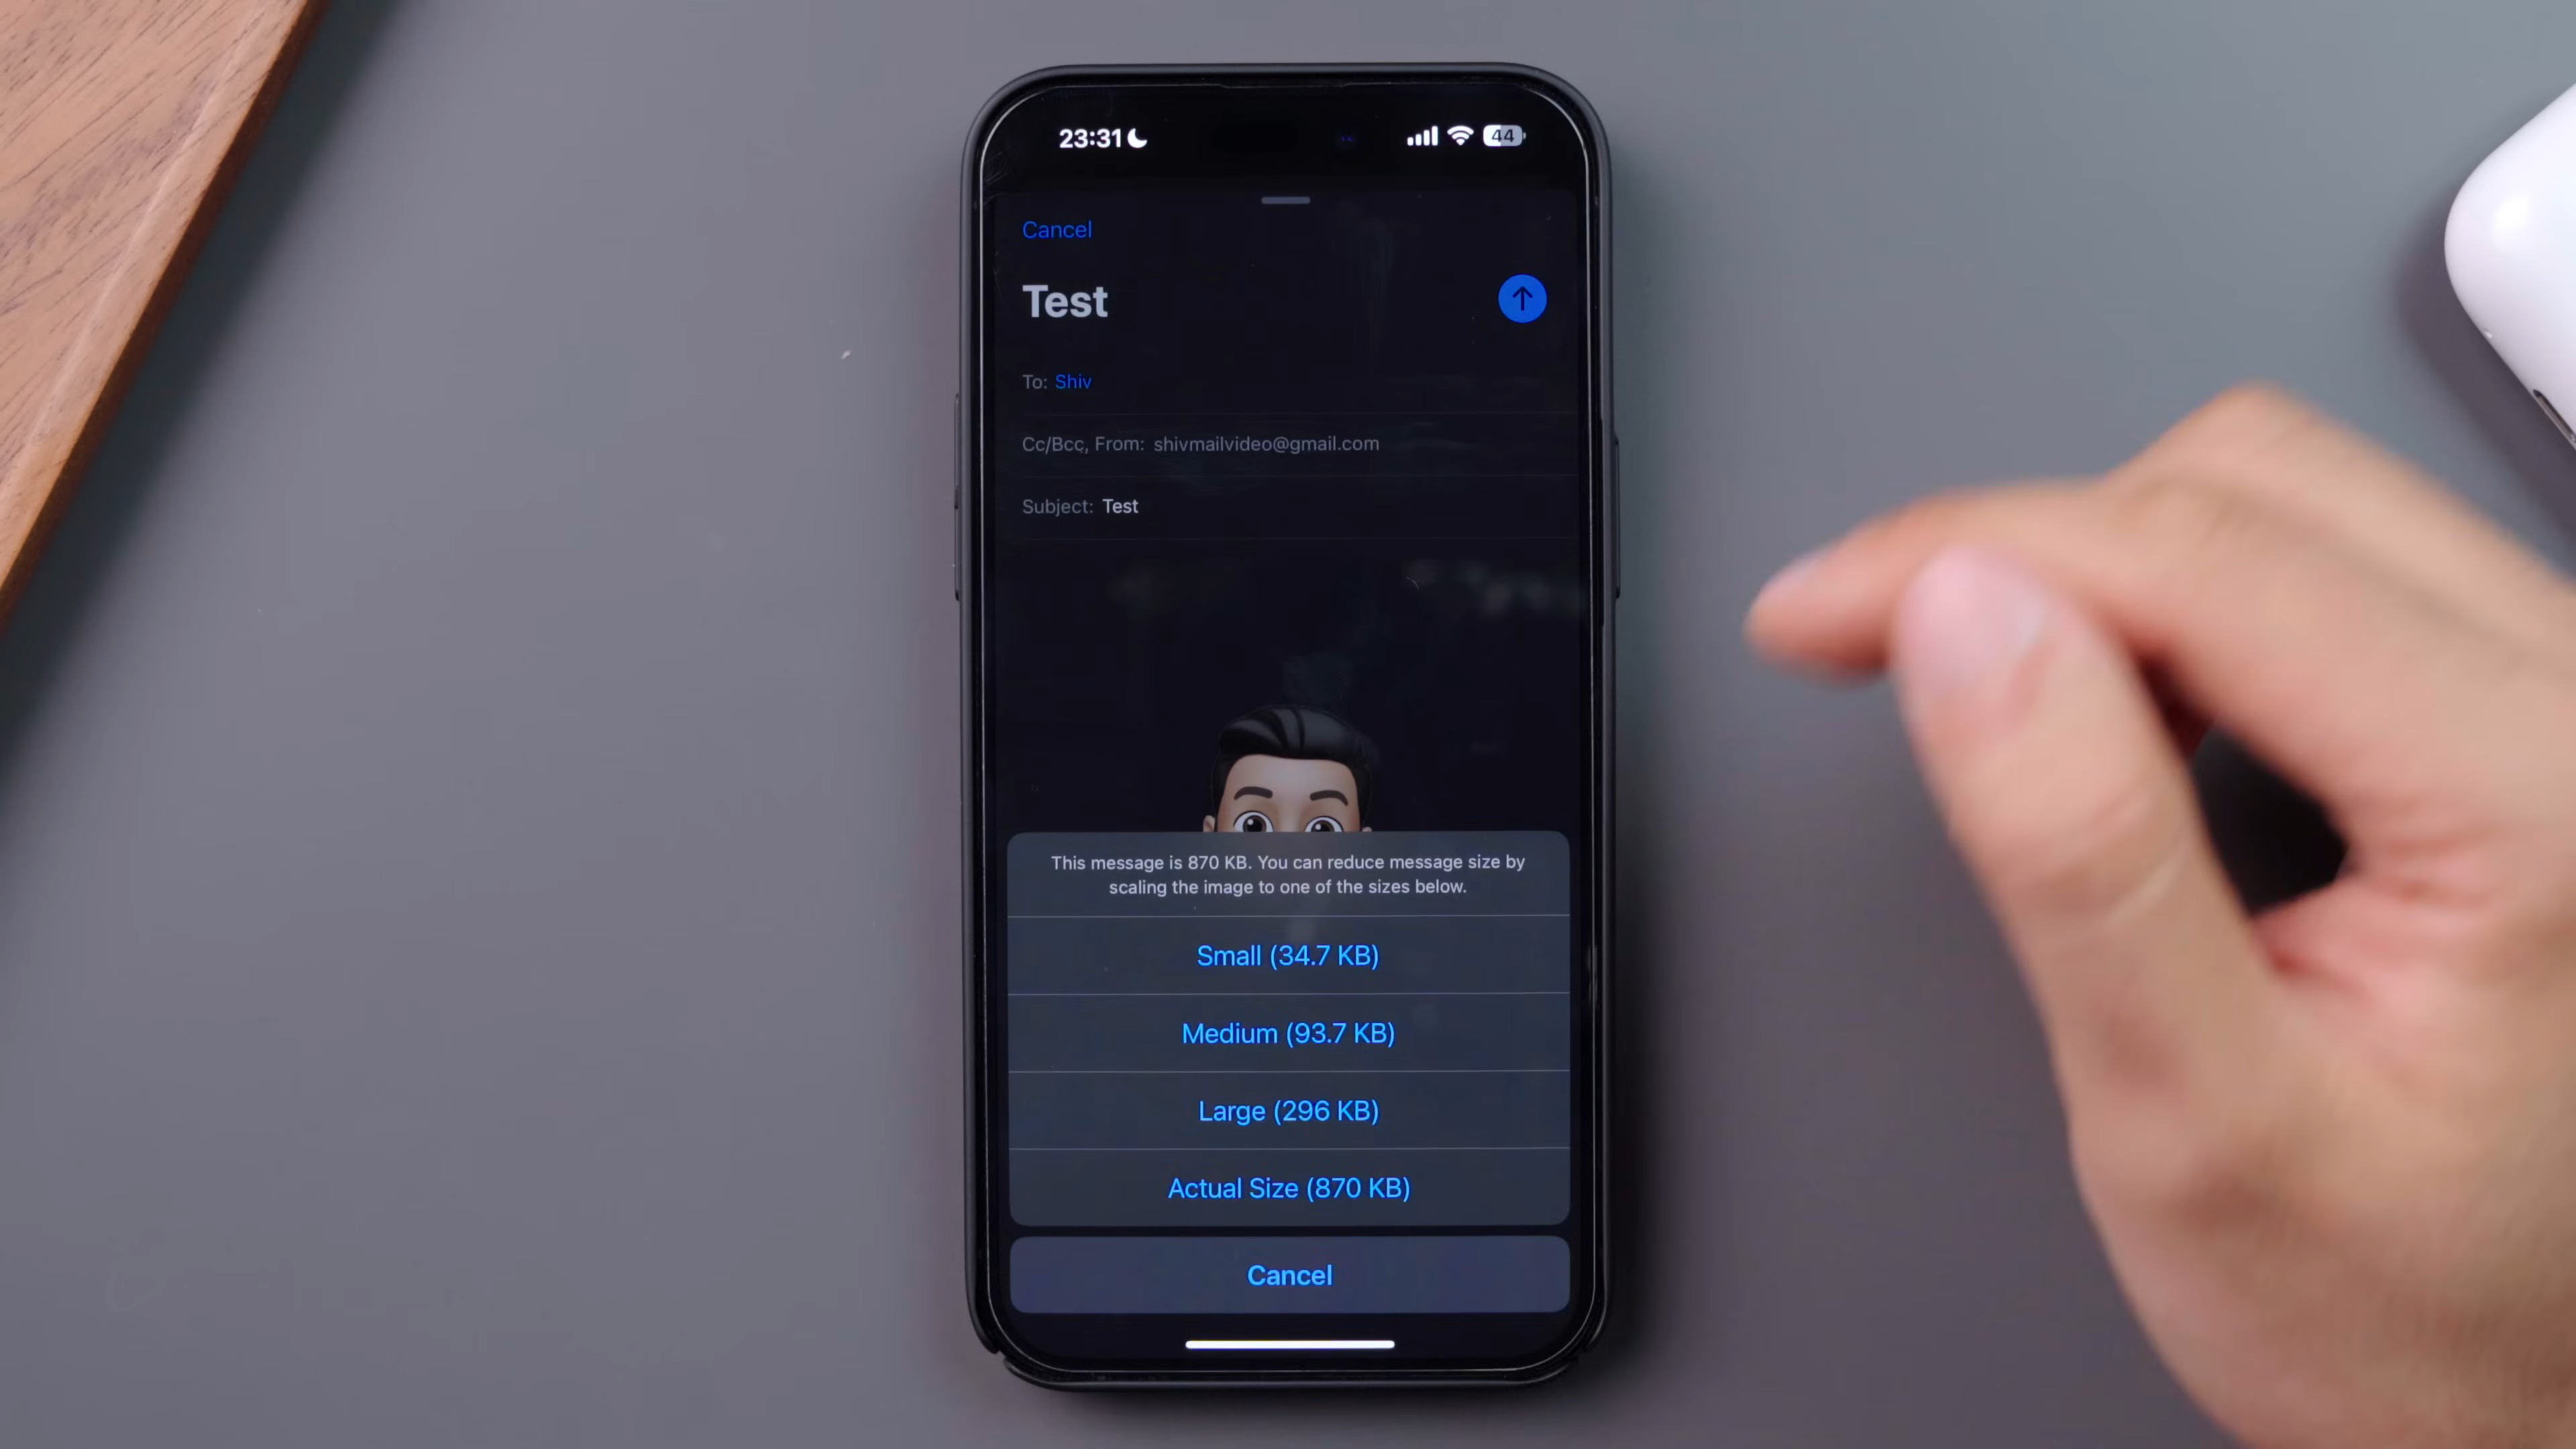 23:31
44
Cancel
Test
To: Shiv
Cc/Bcc, From: shivmailvideo@gmail.com
Subject: Test
This message is 870 KB. You can reduce message size by
scaling the image to one of the sizes below.
Small (34.7 KB)
Medium (93.7 KB)
Large (296 KB)
Actual Size (870 KB)
Cancel